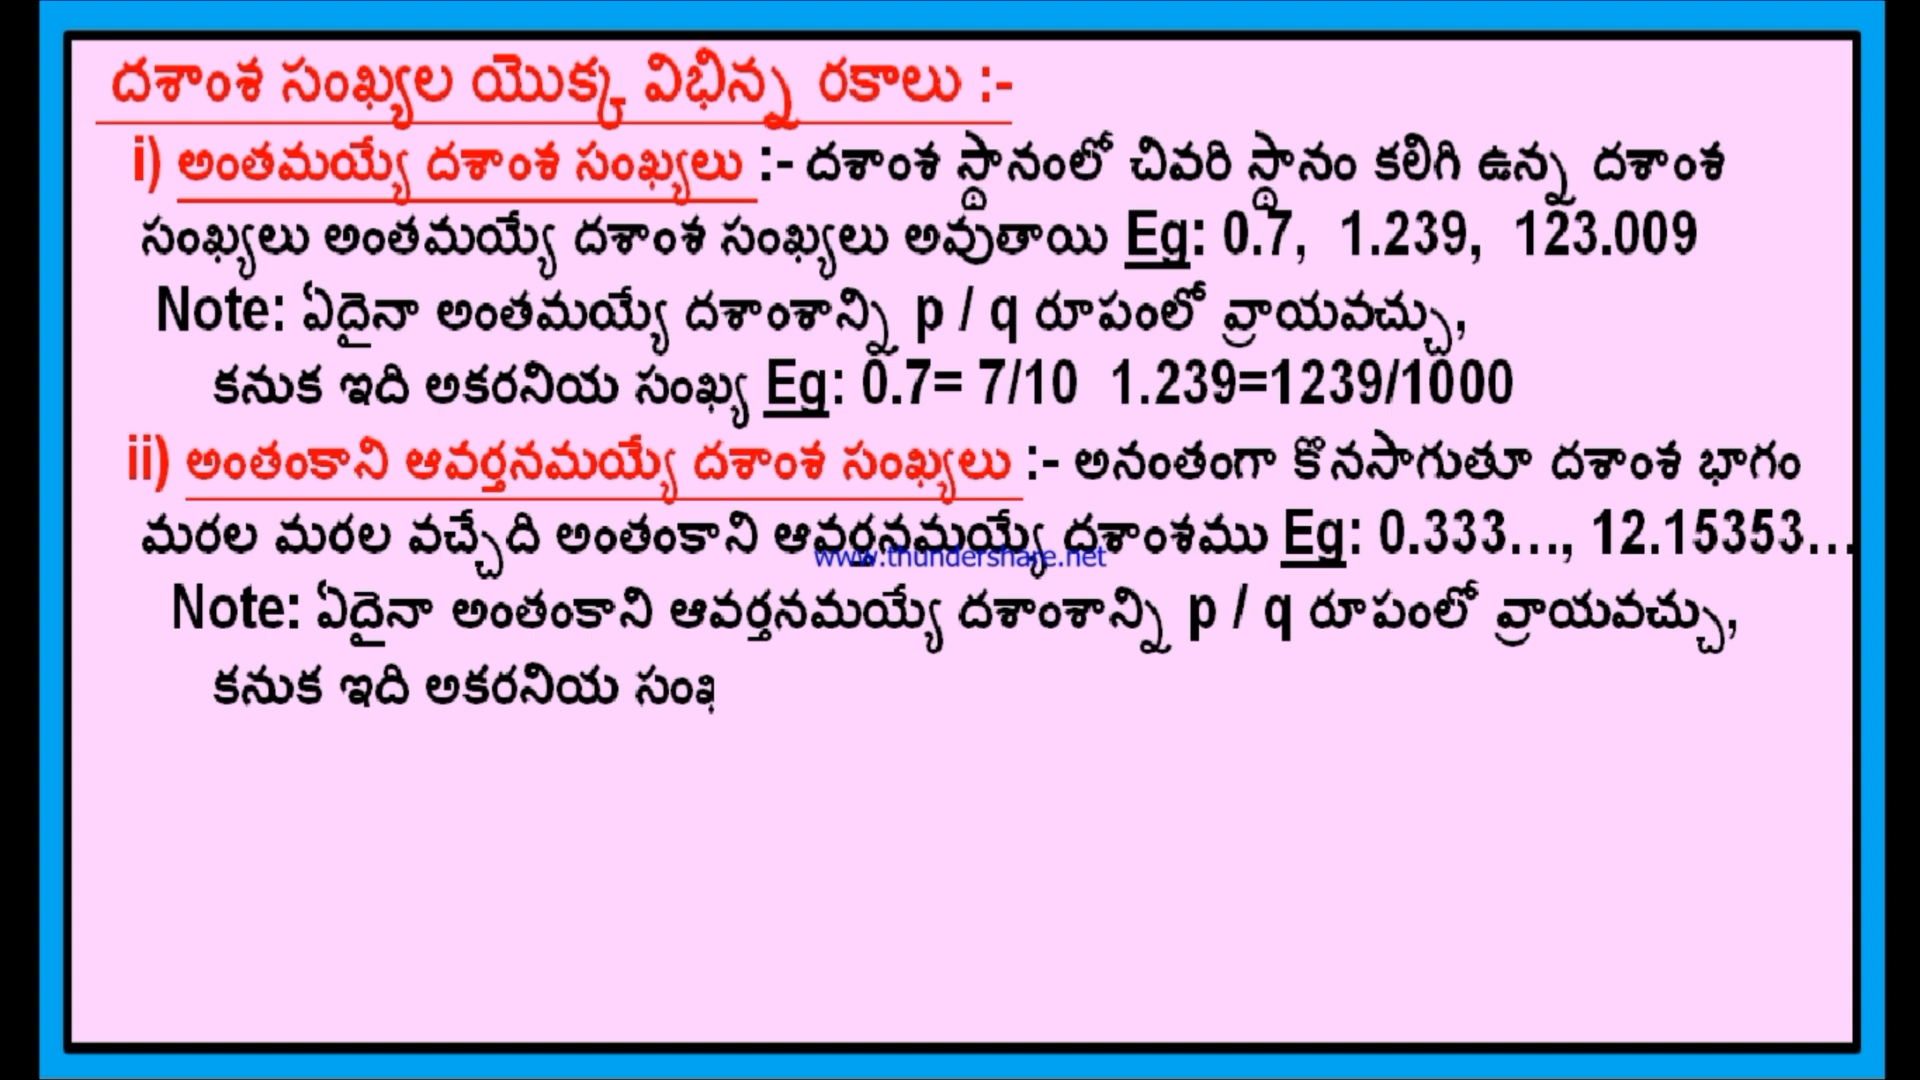 దశాంశ సంఖ్యల యొక్క విభిన్న రకాలు :-
i) అంతమయ్యే దశాంశ సంఖ్యలు :- దశాంశ స్థానంలో చివరి స్థానం కలిగి ఉన్న దశాంశ
సంఖ్యలు అంతమయ్యే దశాంశ సంఖ్యలు అవుతాయి Eg: 0.7, 1.239, 123.009
Note: ఏదైనా అంతమయ్యే దశాంశాన్ని p / q రూపంలో వ్రాయవచ్చు,
కనుక ఇది అకరనియ సంఖ్య Eg: 0.7= 7/10 1.239=1239/1000
ii) అంతంకాని ఆవర్తనమయ్యే దశాంశ సంఖ్యలు :- అనంతంగా కొనసాగుతూ దశాంశ భాగం
మరల మరల వచ్చేది అంతంకాని ఆవర్తనమయ్యే దశాంశము Eg: 0.333..., 12.15353...
www.thundershare.net
Note: ఏదైనా అంతంకాని ఆవర్తనమయ్యే దశాంశాన్ని p / q రూపంలో వ్రాయవచ్చు,
కనుక ఇది అకరనియ